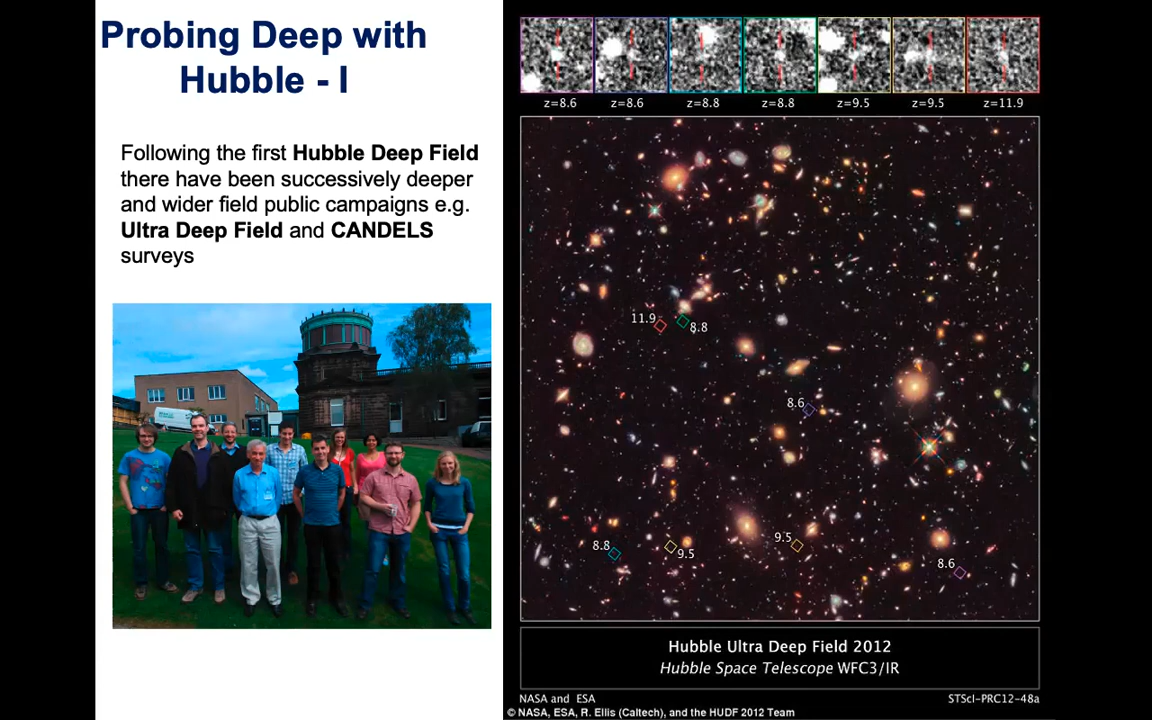 Probing Deep with
Hubble - I
Following the first Hubble Deep Field
there have been successively deeper
and wider field public campaigns e.g.
Ultra Deep Field and CANDELS
surveys
z=8.6 z=8.6 z=8.8 z=8.8 z=9.5 z=9.5 z=11.9
11.9
8.8
8.6
8.8
9.5
9.5
8.6
Hubble Ultra Deep Field 2012
Hubble Space Telescope WFC3/IR
NASA and ESA
STScI-PRC12-48a
© NASA, ESA, R. Ellis (Caltech), and the HUDF 2012 Team